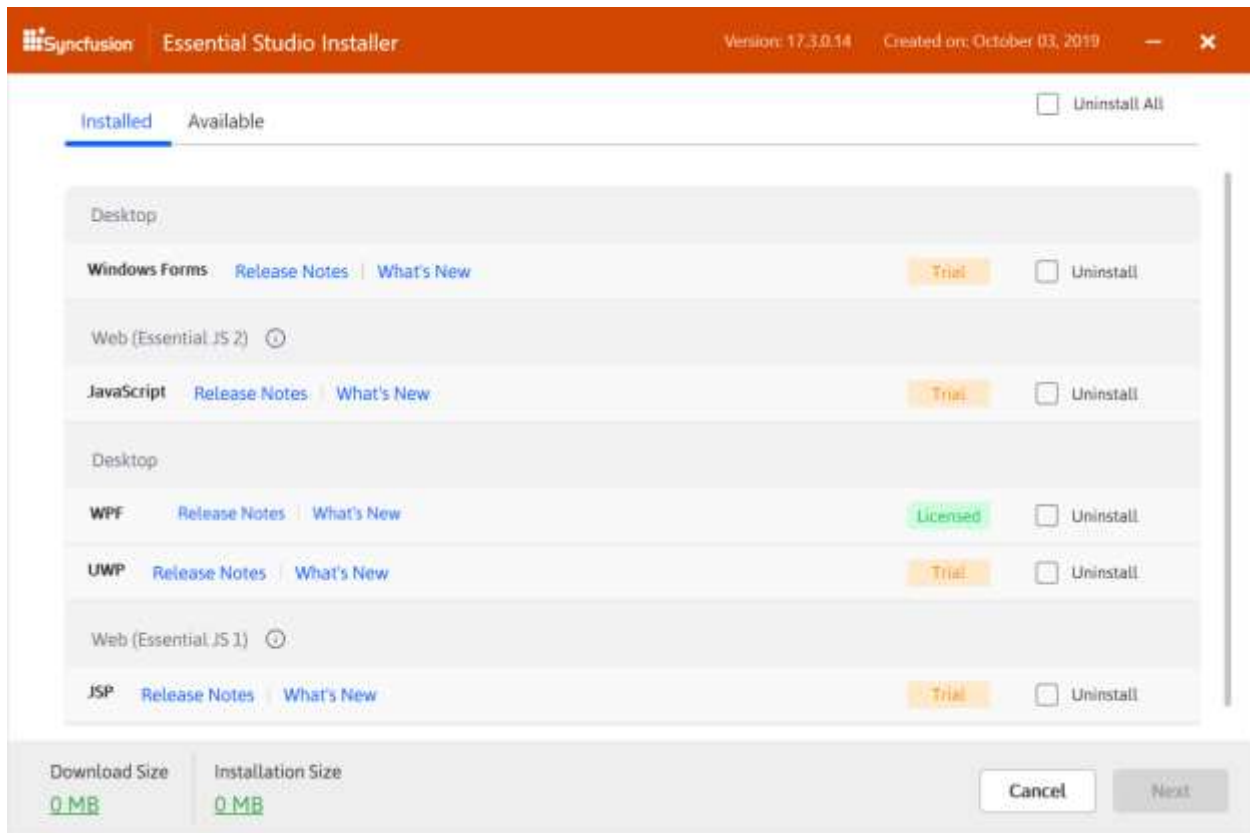 Syncfusion Essential Studio Installer Version: 17.3.0.14 Created on: October 03, 2019
Installed Available Uninstall All
Desktop
Windows Forms Release Notes | What's New Trial Uninstall
Web (Essential JS 2)
JavaScript Release Notes | What's New Trial Uninstall
Desktop
WPF Release Notes | What's New Licensed Uninstall
UWP Release Notes | What's New Trial Uninstall
Web (Essential JS 1)
JSP Release Notes | What's New Trial Uninstall
Download Size Installation Size
0 MB 0 MB
Cancel Next